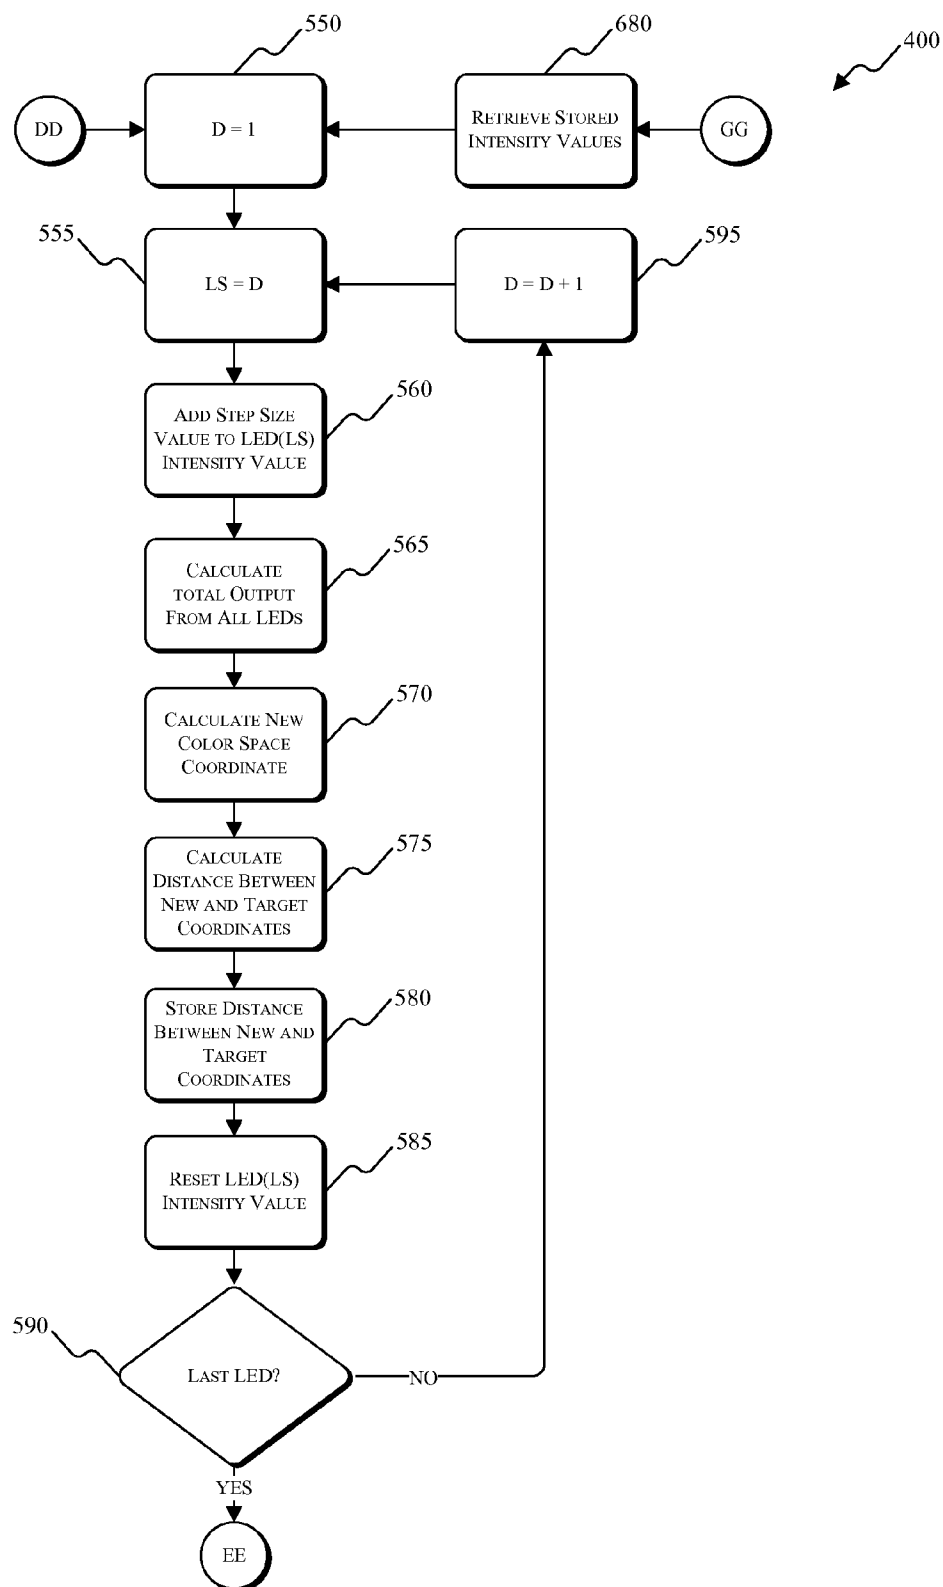 550
680
400
DD
D = 1
RETRIEVE STORED
INTENSITY VALUES
GG
555
595
LS = D
D = D + 1
560
ADD STEP SIZE
VALUE TO LED(LS)
INTENSITY VALUE
565
CALCULATE
TOTAL OUTPUT
FROM ALL LEDS
570
CALCULATE NEW
COLOR SPACE
COORDINATE
575
CALCULATE
DISTANCE BETWEEN
NEW AND TARGET
COORDINATES
580
STORE DISTANCE
BETWEEN NEW AND
TARGET
COORDINATES
585
RESET LED(LS)
INTENSITY VALUE
590
LAST LED?
NO
YES
EE